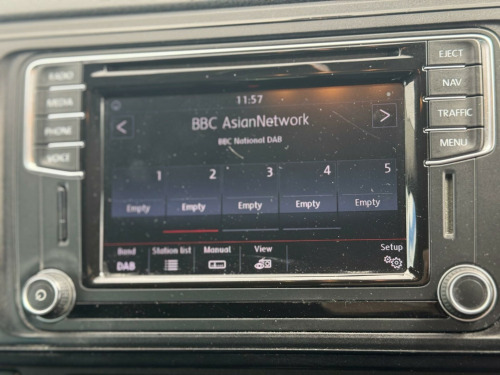 RADIO
MEDIA
PHONE
VOICE
EJECT
NAV
TRAFFIC
MENU
11:57
BBC AsianNetwork
BBC National DAB
1 2 3 4 5
Empty Empty Empty Empty Empty
Band Station list Manual View Setup
DAB